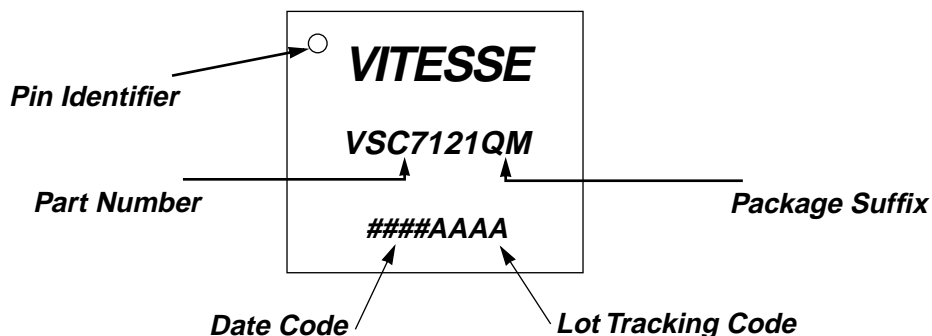 VITESSE
Pin Identifier
VSC7121QM
Part Number
Package Suffix
####AAAA
Date Code
Lot Tracking Code